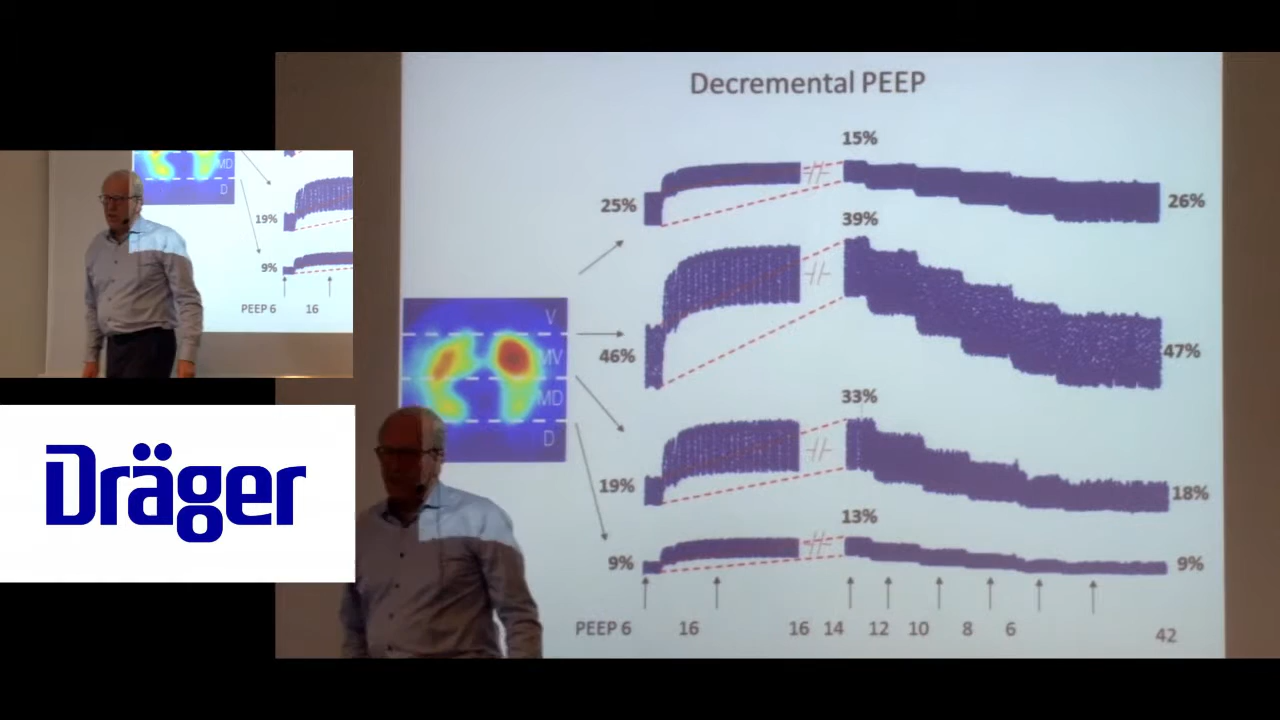 Decremental PEEP
15%
25%
26%
39%
46%
47%
33%
19%
18%
13%
9%
9%
PEEP 6
16
16
14
12
10
8
6
42
V
MV
MD
D
MD
D
19%
9%
PEEP 6
16
Dräger